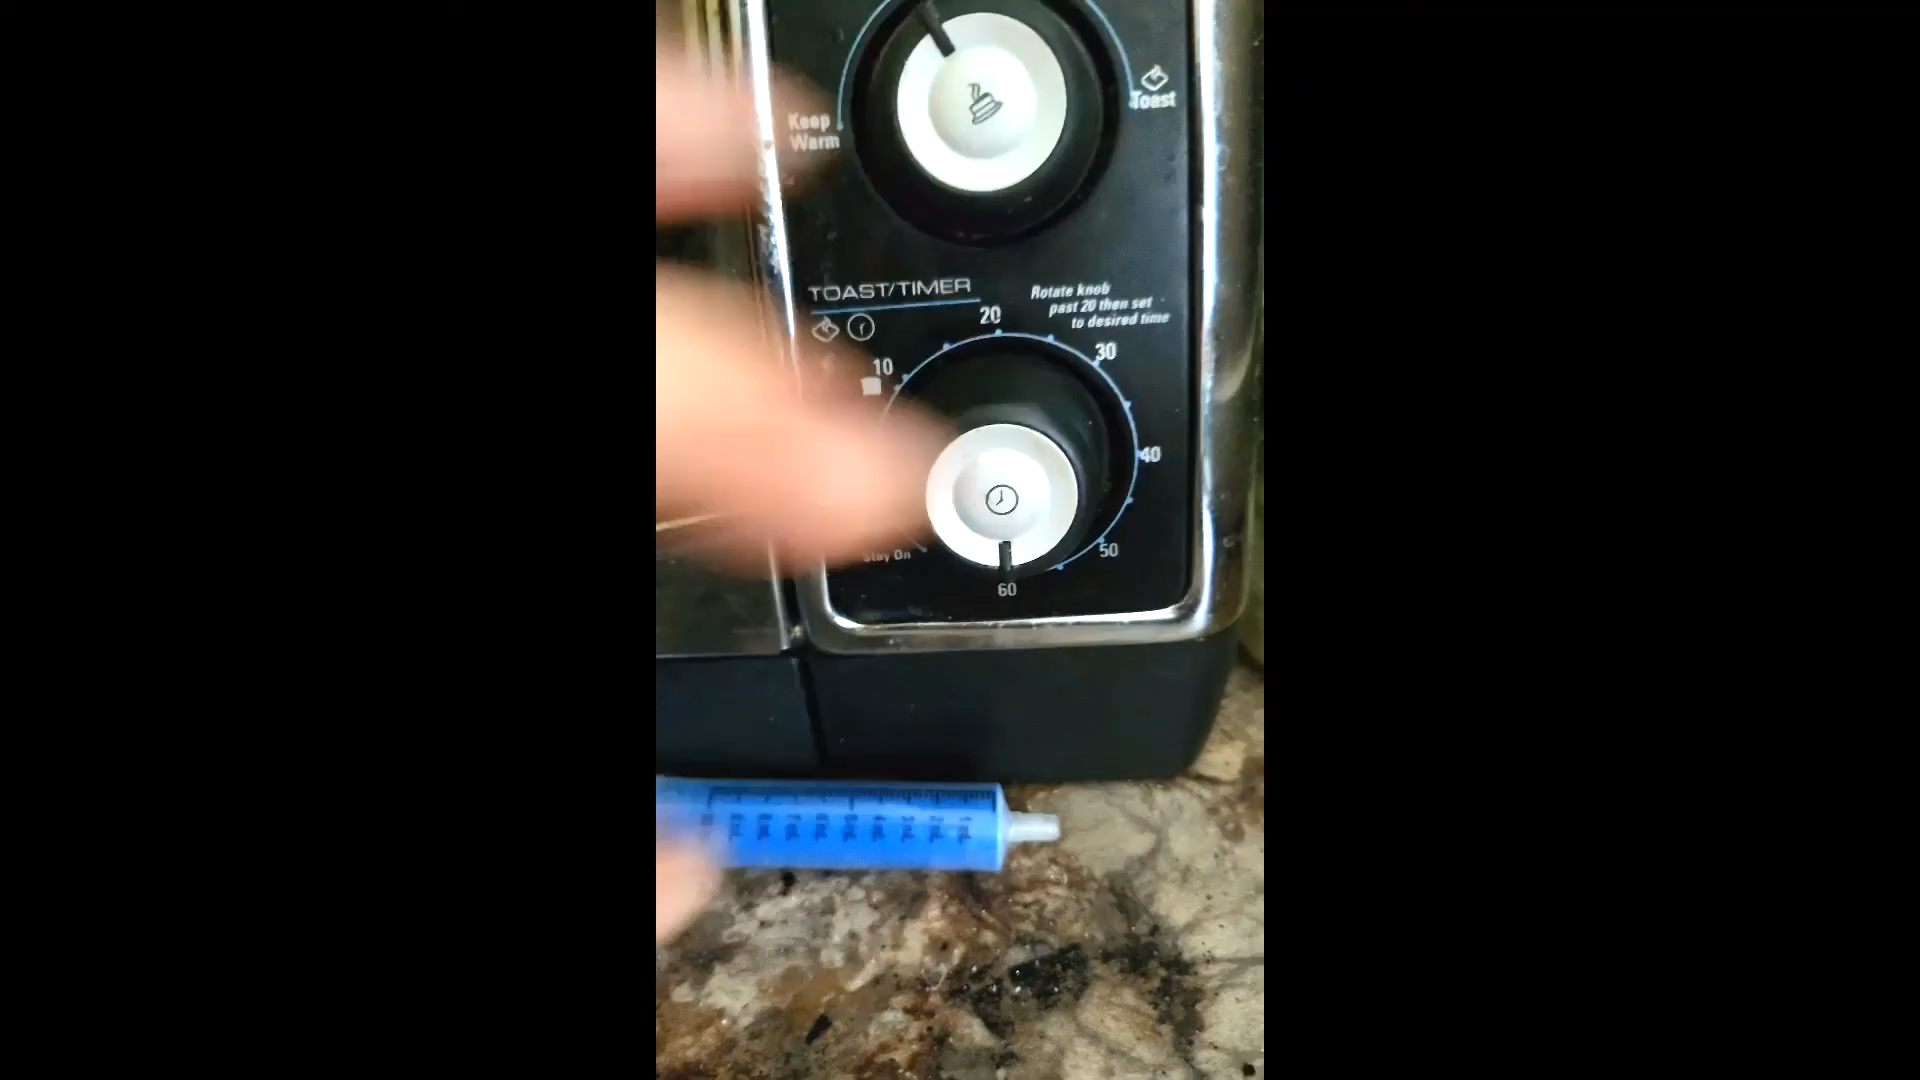 Toast
Keep
Warm
TOAST/TIMER
Rotate knob
past 20 then set
to desired time
20
30
10
40
Stay On
50
60